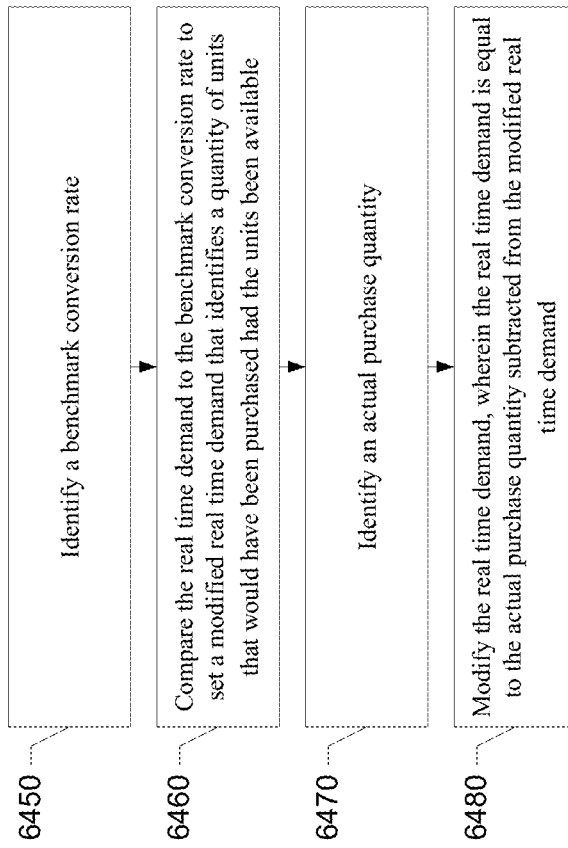 6450
Identify a benchmark conversion rate
6460
Compare the real time demand to the benchmark conversion rate to
set a modified real time demand that identifies a quantity of units
that would have been purchased had the units been available
6470
Identify an actual purchase quantity
6480
Modify the real time demand, wherein the real time demand is equal
to the actual purchase quantity subtracted from the modified real
time demand